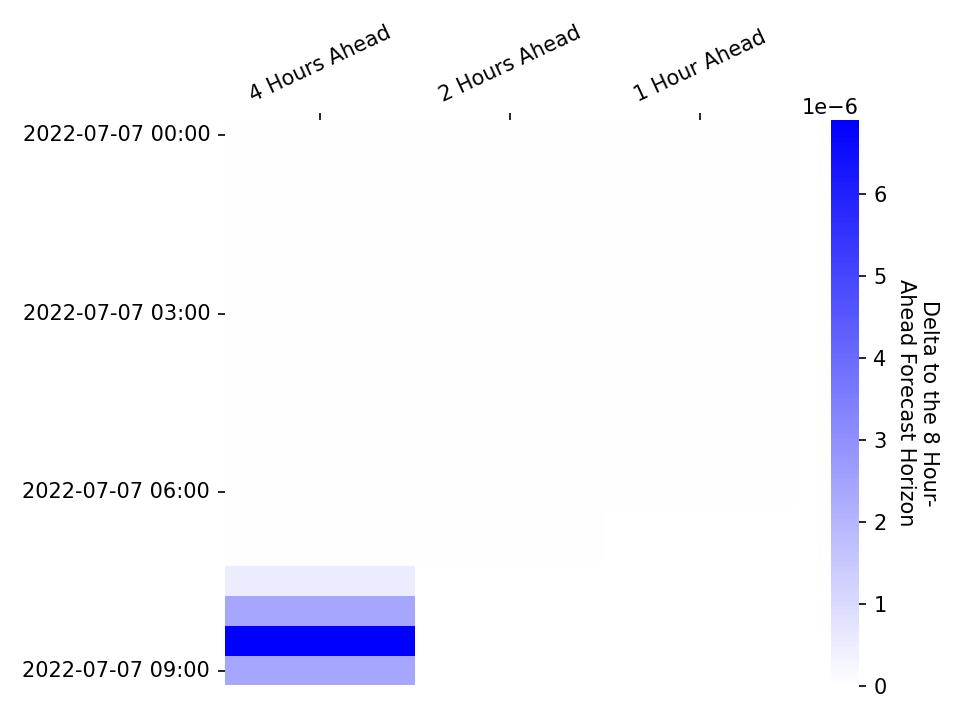 4 Hours Ahead
2 Hours Ahead
1 Hour Ahead
2022-07-07 00:00
2022-07-07 03:00
2022-07-07 06:00
2022-07-07 09:00
1e−6
6
5
4
3
2
1
0
Delta to the 8 Hour-
Ahead Forecast Horizon